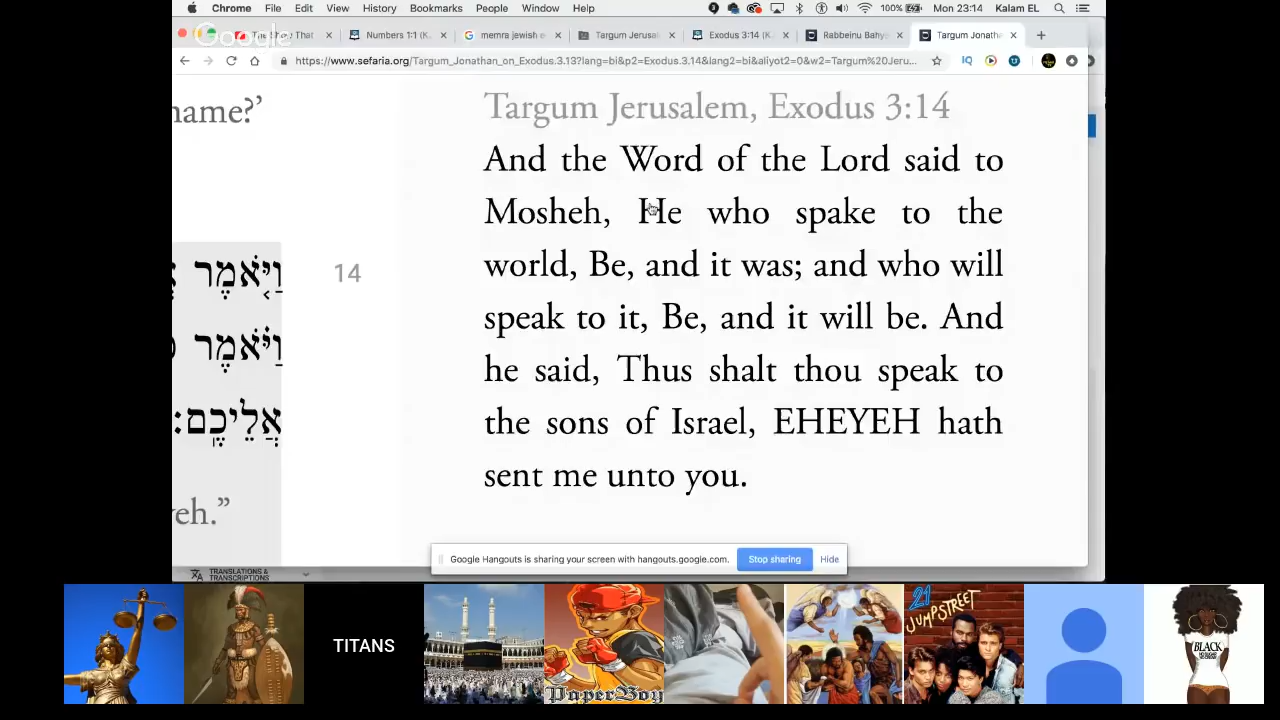 Chrome File Edit View History Bookmarks People Window Help 100% Mon 23:14 Kalam EL
Google
That Numbers 1:1 (K memra jewish e Targum Jerusal Exodus 3:14 (K Rabbeinu Bahy Targum Jonatha
https://www.sefaria.org/Targum_Jonathan_on_Exodus.3.13?lang=bi&p2=Exodus.3.14&lang2=bi&aliyot2=0&w2=Targum%20Jeru...
name?’
Targum Jerusalem, Exodus 3:14
And the Word of the Lord said to
Mosheh, He who spake to the
world, Be, and it was; and who will
speak to it, Be, and it will be. And
he said, Thus shalt thou speak to
the sons of Israel, EHEYEH hath
sent me unto you.
14
וַיֹּאמֶר
וַיֹּאמֶר
אֲלֵיכֶם׃
yeh.”
Google Hangouts is sharing your screen with hangouts.google.com. Stop sharing Hide
TRANSLATIONS &
TRANSCRIPTIONS
TITANS
PaperBoy
21
JUMPSTREET
BLACK